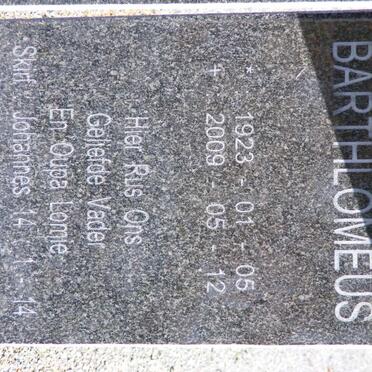 BARTHLOMEUS
* 1923 - 01 - 05
† 2009 - 05 - 12
Hier Rus Ons
Geliefde Vader
En Oupa Lomie
Skrif. Johannes 14: 1 - 14